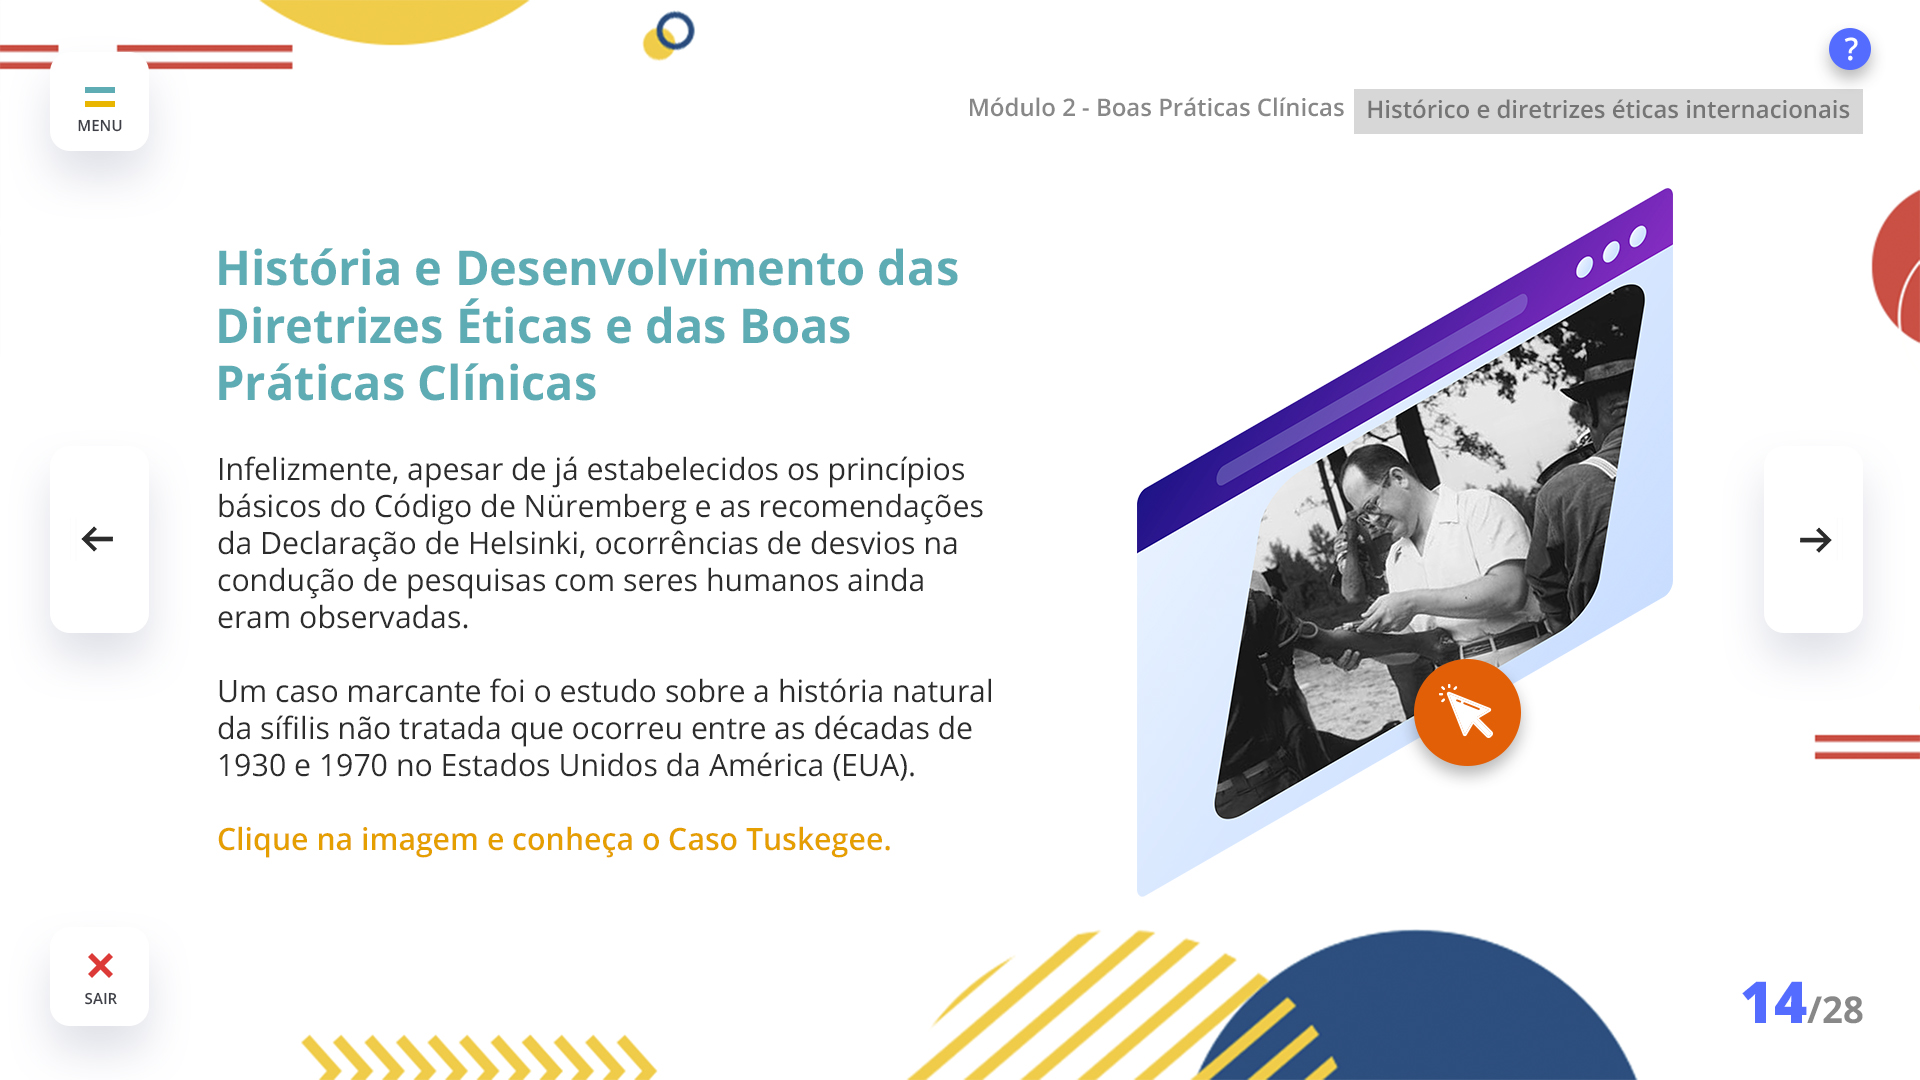 ?
MENU
Módulo 2 - Boas Práticas Clínicas
Histórico e diretrizes éticas internacionais
História e Desenvolvimento das
Diretrizes Éticas e das Boas
Práticas Clínicas
Infelizmente, apesar de já estabelecidos os princípios
básicos do Código de Nüremberg e as recomendações
da Declaração de Helsinki, ocorrências de desvios na
condução de pesquisas com seres humanos ainda
eram observadas.
Um caso marcante foi o estudo sobre a história natural
da sífilis não tratada que ocorreu entre as décadas de
1930 e 1970 no Estados Unidos da América (EUA).
Clique na imagem e conheça o Caso Tuskegee.
SAIR
14/28